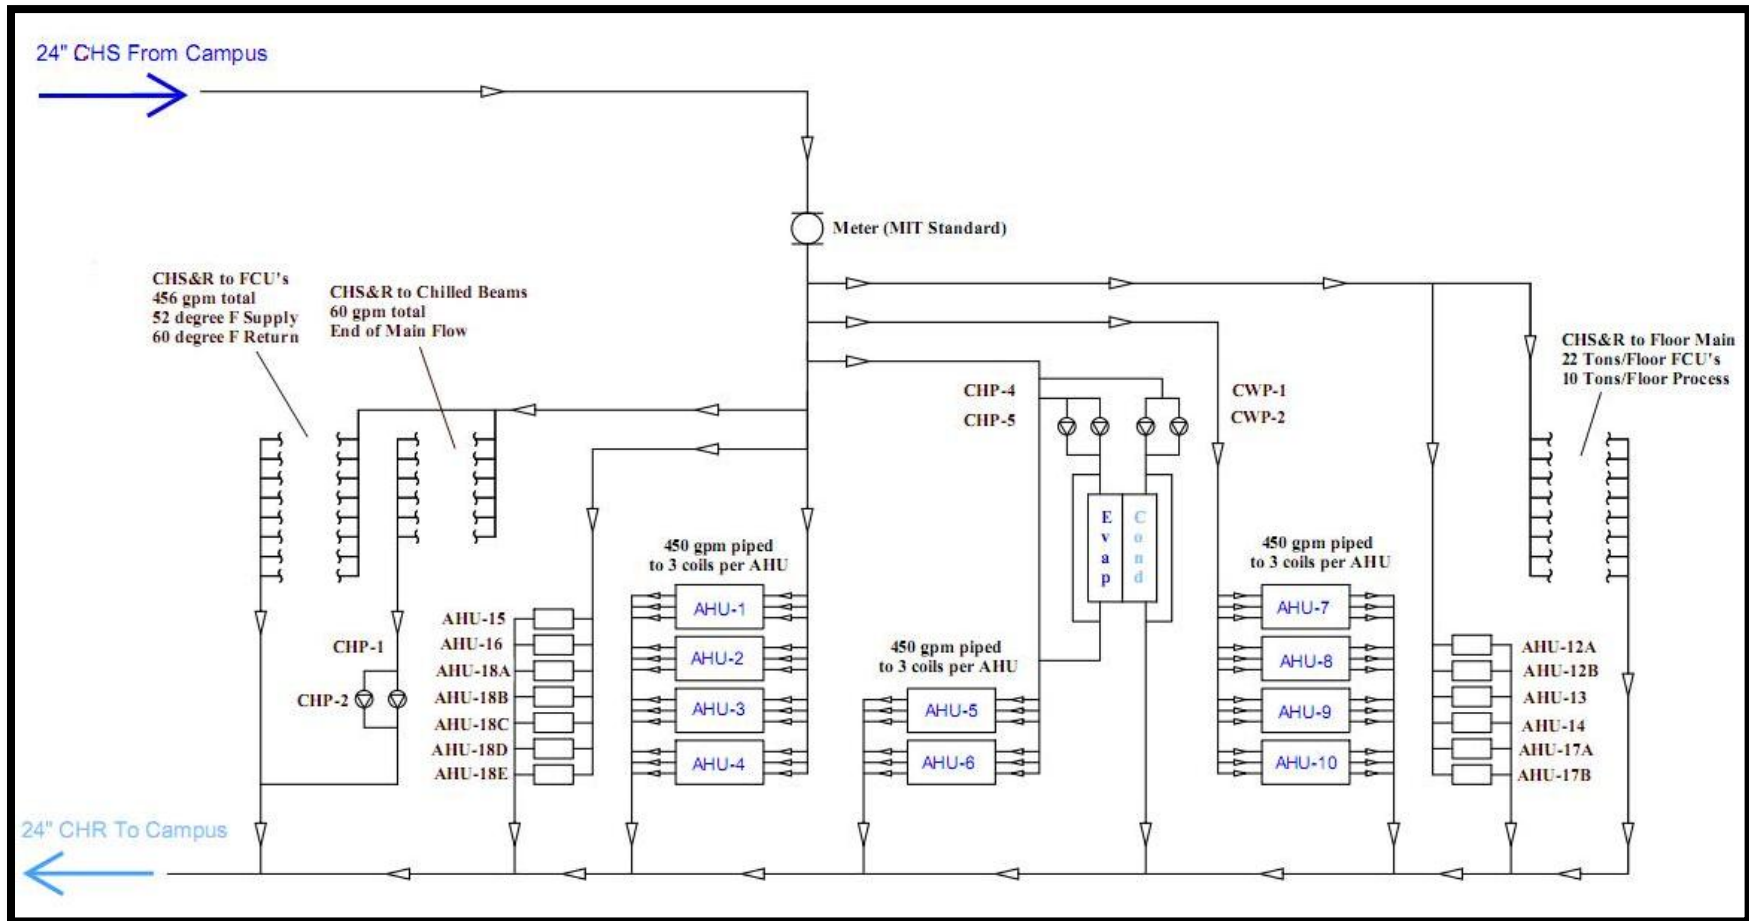 24" CHS From Campus
Meter (MIT Standard)
CHS&R to FCU's
456 gpm total
52 degree F Supply
60 degree F Return
CHS&R to Chilled Beams
60 gpm total
End of Main Flow
CHS&R to Floor Main
22 Tons/Floor FCU's
10 Tons/Floor Process
CHP-4
CHP-5
CWP-1
CWP-2
Evap
Cond
450 gpm piped
to 3 coils per AHU
AHU-1
AHU-2
AHU-3
AHU-4
450 gpm piped
to 3 coils per AHU
AHU-5
AHU-6
450 gpm piped
to 3 coils per AHU
AHU-7
AHU-8
AHU-9
AHU-10
CHP-1
CHP-2
AHU-15
AHU-16
AHU-18A
AHU-18B
AHU-18C
AHU-18D
AHU-18E
AHU-12A
AHU-12B
AHU-13
AHU-14
AHU-17A
AHU-17B
24" CHR To Campus